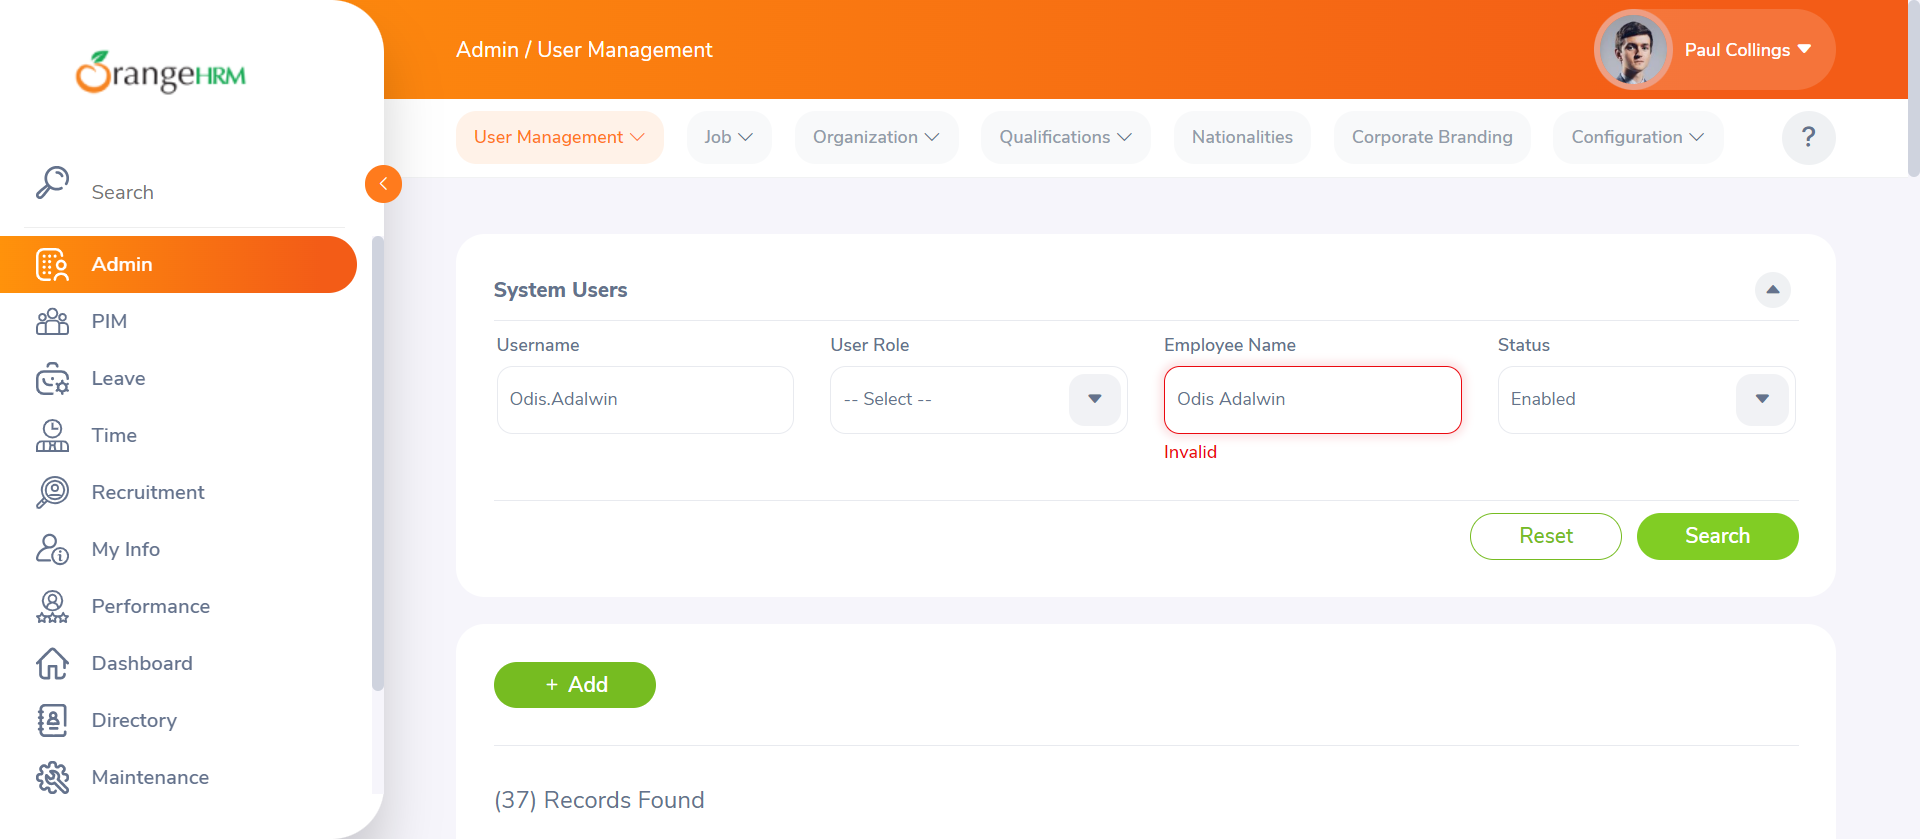 OrangeHRM
Admin / User Management
Paul Collings
User Management
Job
Organization
Qualifications
Nationalities
Corporate Branding
Configuration
?
Search
Admin
PIM
Leave
Time
Recruitment
My Info
Performance
Dashboard
Directory
Maintenance
System Users
Username
User Role
Employee Name
Status
Odis.Adalwin
-- Select --
Odis Adalwin
Enabled
Invalid
Reset
Search
+ Add
(37) Records Found